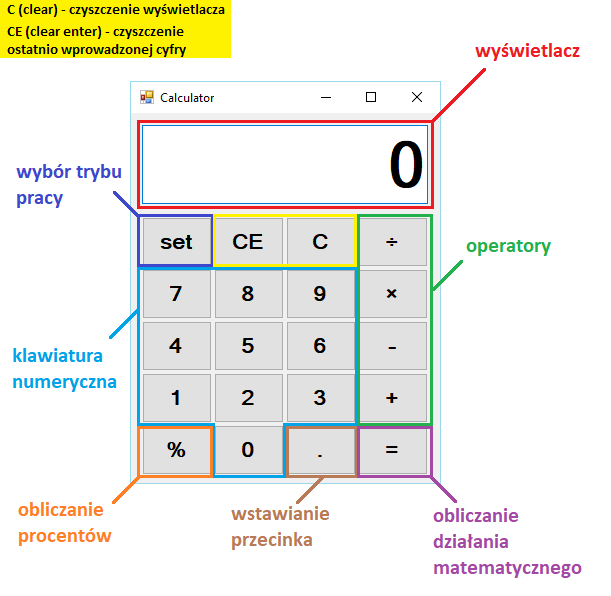 C (clear) - czyszczenie wyświetlacza
CE (clear enter) - czyszczenie
ostatnio wprowadzonej cyfry
wyświetlacz
Calculator
0
wybór trybu
pracy
set CE C ÷
operatory
7 8 9 ×
klawiatura
numeryczna
4 5 6 -
1 2 3 +
% 0 . =
obliczanie
procentów
wstawianie
przecinka
obliczanie
działania
matematycznego